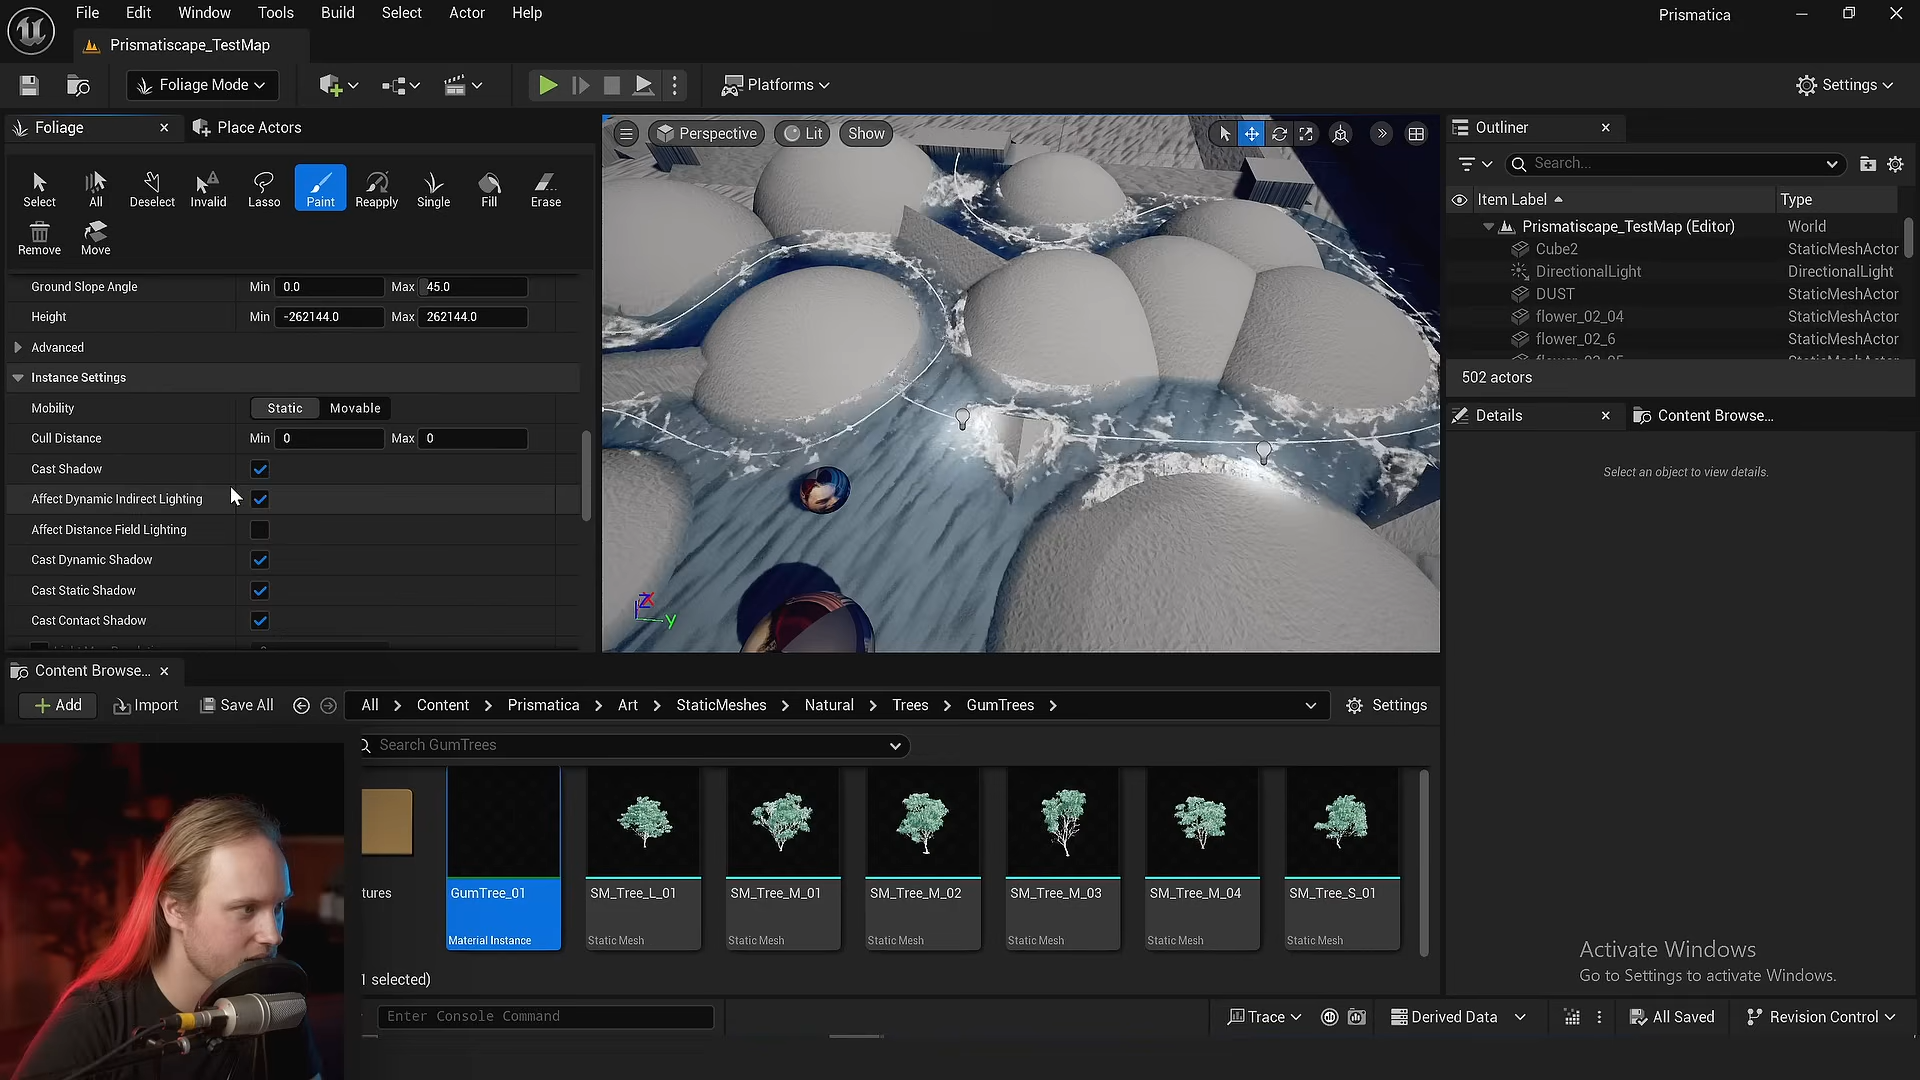 File Edit Window Tools Build Select Actor Help
Prismatica
Prismatiscape_TestMap
Foliage Mode
Platforms
Settings
Foliage
Place Actors
Perspective
Lit
Show
Outliner
Select All Deselect Invalid Lasso Paint Reapply Single Fill Erase
Remove Move
Search...
Item Label Type
Prismatiscape_TestMap (Editor) World
Cube2 StaticMeshActor
DirectionalLight DirectionalLight
DUST StaticMeshActor
flower_02_04 StaticMeshActor
flower_02_6 StaticMeshActor
502 actors
Details
Content Browse...
Select an object to view details.
Ground Slope Angle Min 0.0 Max 45.0
Height Min -262144.0 Max 262144.0
Advanced
Instance Settings
Mobility Static Movable
Cull Distance Min 0 Max 0
Cast Shadow
Affect Dynamic Indirect Lighting
Affect Distance Field Lighting
Cast Dynamic Shadow
Cast Static Shadow
Cast Contact Shadow
Z X Y
Content Browse...
Add Import Save All All > Content > Prismatica > Art > StaticMeshes > Natural > Trees > GumTrees > Settings
Search GumTrees
tures GumTree_01 SM_Tree_L_01 SM_Tree_M_01 SM_Tree_M_02 SM_Tree_M_03 SM_Tree_M_04 SM_Tree_S_01
Material Instance Static Mesh Static Mesh Static Mesh Static Mesh Static Mesh Static Mesh
1 selected)
Activate Windows
Go to Settings to activate Windows.
Enter Console Command
Trace Derived Data All Saved Revision Control